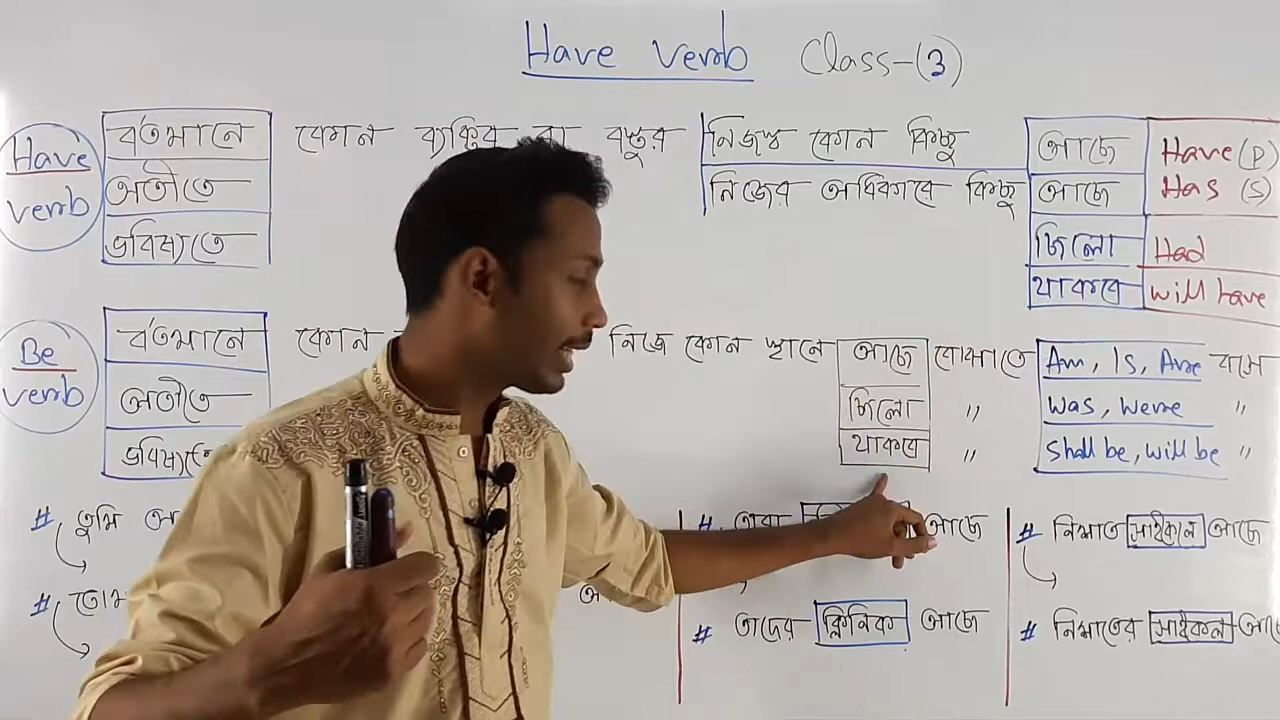 Have verb Class-(3)
Have verb
বর্তমানে কোন ব্যক্তির বা বস্তুর নিজস্ব কোন কিছু আছে Have (P)
অতীতে নিজের অধিকারে কিছু আছে Has (S)
ভবিষ্যতে ছিলো Had
থাকবে will have
Be verb
বর্তমানে কোন নিজে কোন স্থানে আছে বোঝাতে Am, Is, Are বসে
অতীতে ছিলো " was, were "
ভবিষ্যতে থাকবে " shall be, will be "
# তুমি # তারা আছে # নিশাত সাইকেলে আছে
# # তাদের ক্লিনিক আছে # নিশাতের সাইকেল